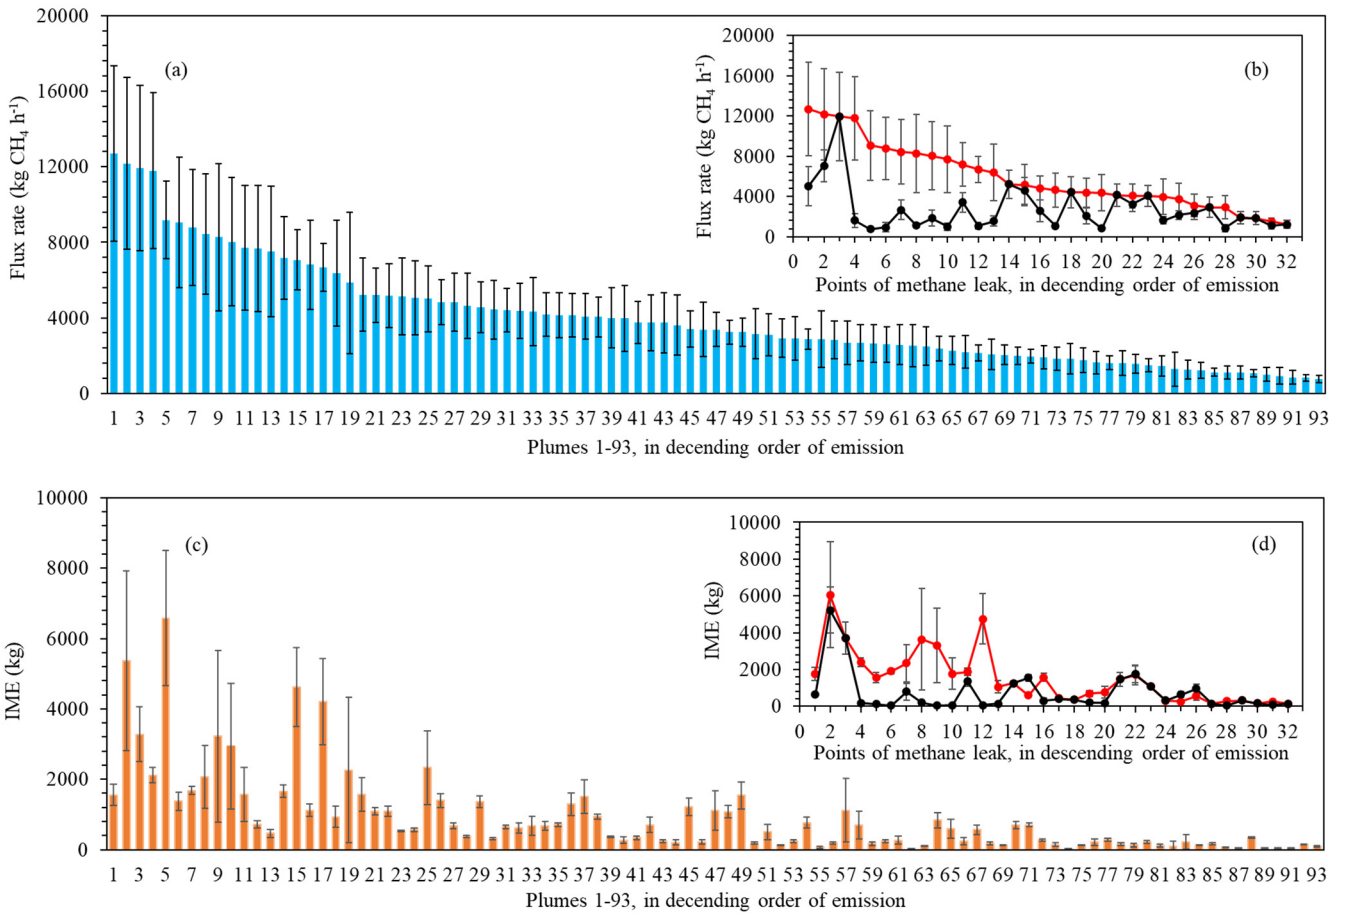 20000
16000
12000
8000
4000
0
Flux rate (kg CH4 h-1)
(a)
1 3 5 7 9 11 13 15 17 19 21 23 25 27 29 31 33 35 37 39 41 43 45 47 49 51 53 55 57 59 61 63 65 67 69 71 73 75 77 79 81 83 85 87 89 91 93
Plumes 1-93, in decending order of emission
20000
16000
12000
8000
4000
0
Flux rate (kg CH4 h-1)
(b)
0 2 4 6 8 10 12 14 16 18 20 22 24 26 28 30 32
Points of methane leak, in decending order of emission
10000
8000
6000
4000
2000
0
IME (kg)
(c)
1 3 5 7 9 11 13 15 17 19 21 23 25 27 29 31 33 35 37 39 41 43 45 47 49 51 53 55 57 59 61 63 65 67 69 71 73 75 77 79 81 83 85 87 89 91 93
Plumes 1-93, in decending order of emission
10000
8000
6000
4000
2000
0
IME (kg)
(d)
0 2 4 6 8 10 12 14 16 18 20 22 24 26 28 30 32
Points of methane leak, in descending order of emission